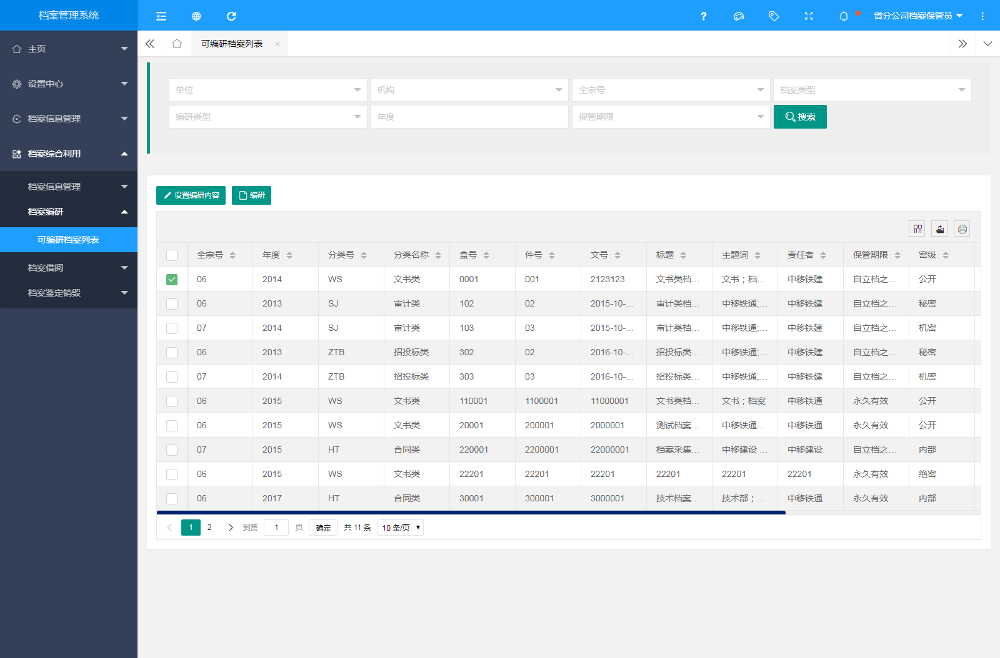 档案管理系统
?
省分公司档案保管员
主页
设置中心
档案信息管理
档案综合利用
档案信息管理
档案编研
可编研档案列表
档案借阅
档案鉴定销毁
可编研档案列表
单位 机构 全宗号 档案类型
编研类型 年度 保管期限 搜索
设置编研内容 编研
全宗号 年度 分类号 分类名称 盒号 件号 文号 标题 主题词 责任者 保管期限 密级
06 2014 WS 文书类 0001 001 2123123 文书类档... 文书；档... 中移铁建 自立档之... 公开
06 2013 SJ 审计类 102 02 2015-10-... 审计类档... 中移铁通;... 中移铁建 自立档之... 秘密
07 2014 SJ 审计类 103 03 2015-10-... 审计类档... 中移铁通;... 中移铁建 自立档之... 机密
06 2013 ZTB 招投标类 302 02 2016-10-... 招投标类... 中移铁通;... 中移铁建 自立档之... 秘密
07 2014 ZTB 招投标类 303 03 2016-10-... 招投标类... 中移铁通;... 中移铁建 自立档之... 机密
06 2015 WS 文书类 110001 1100001 11000001 文书类档... 文书；档案 中移铁通 永久有效 公开
06 2015 WS 文书类 20001 200001 2000001 测试档案... 中移铁通... 中移铁通 永久有效 公开
07 2015 HT 合同类 220001 2200001 22000001 档案采集... 中移建设 ... 中移建设 自立档之... 内部
06 2015 WS 文书类 22201 22201 22201 22201 22201 22201 永久有效 绝密
06 2017 HT 合同类 30001 300001 3000001 技术档案... 技术部；... 中移铁通 永久有效 内部
1 2 到第 1 页 确定 共 11 条 10 条/页